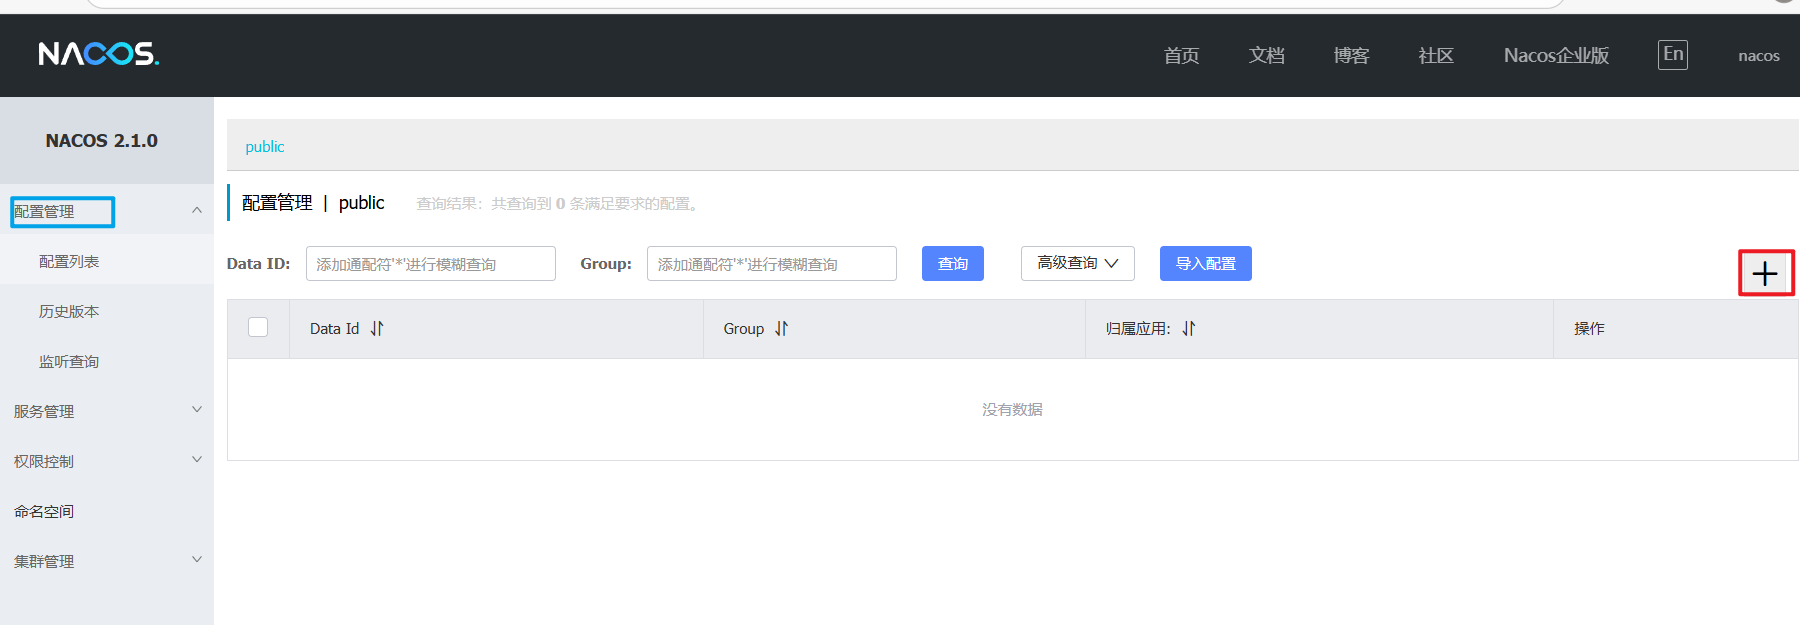 NACOS.
首页 文档 博客 社区 Nacos企业版 En nacos
NACOS 2.1.0
配置管理
配置列表
历史版本
监听查询
服务管理
权限控制
命名空间
集群管理
public
配置管理 | public 查询结果：共查询到 0 条满足要求的配置。
Data ID: 添加通配符'*'进行模糊查询 Group: 添加通配符'*'进行模糊查询 查询 高级查询 导入配置
Data Id Group 归属应用: 操作
没有数据